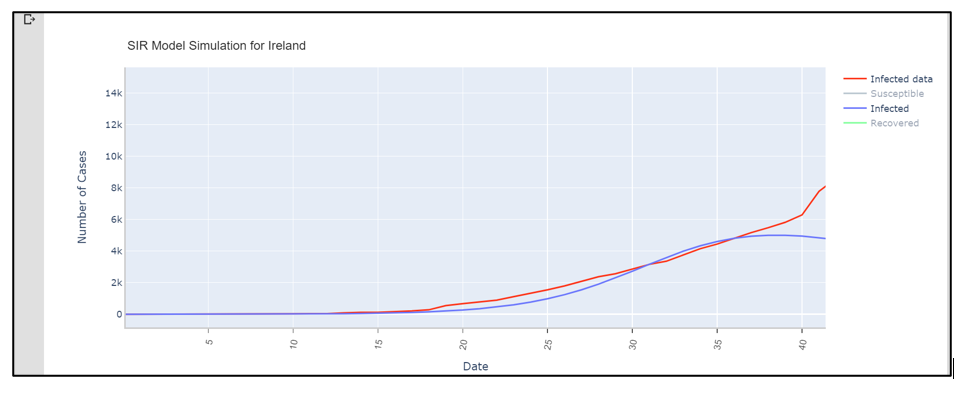 SIR Model Simulation for Ireland
Infected data
Susceptible
Infected
Recovered
14k
12k
10k
8k
6k
4k
2k
0
Number of Cases
5
10
15
20
25
30
35
40
Date